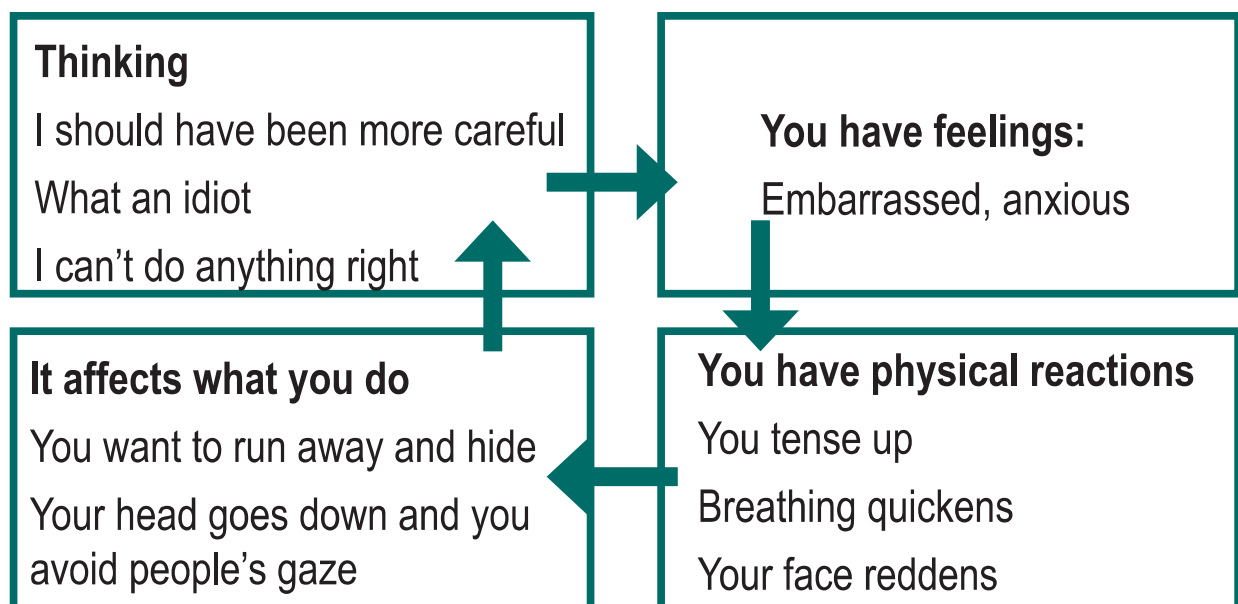 Thinking
I should have been more careful
What an idiot
I can’t do anything right
You have feelings:
Embarrassed, anxious
You have physical reactions
You tense up
Breathing quickens
Your face reddens
It affects what you do
You want to run away and hide
Your head goes down and you
avoid people’s gaze